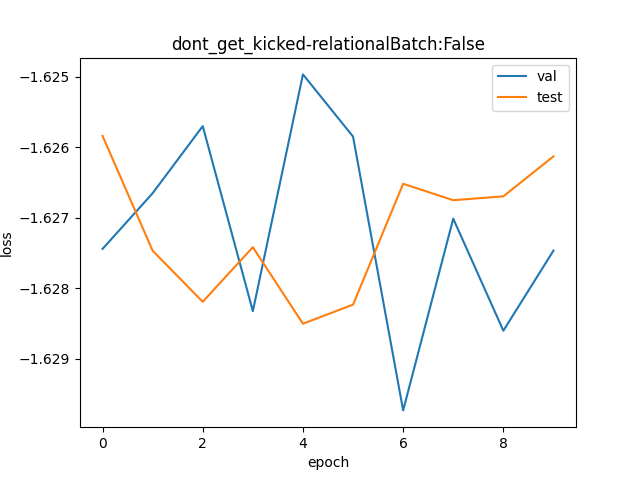 dont_get_kicked-relationalBatch:False
val
test
−1.625
−1.626
−1.627
−1.628
−1.629
loss
0 2 4 6 8
epoch